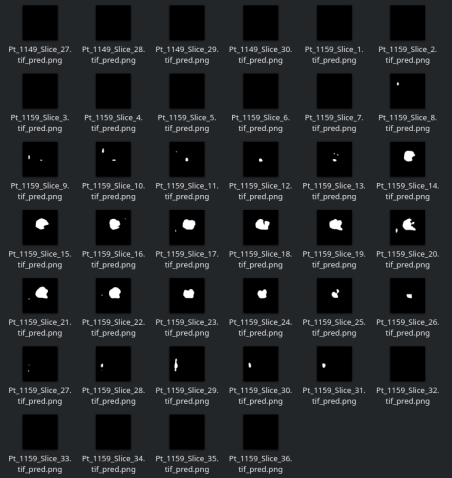 Pt_1149_Slice_27. Pt_1149_Slice_28. Pt_1149_Slice_29. Pt_1149_Slice_30. Pt_1159_Slice_1. Pt_1159_Slice_2.
tif_pred.png tif_pred.png tif_pred.png tif_pred.png tif_pred.png tif_pred.png
Pt_1159_Slice_3. Pt_1159_Slice_4. Pt_1159_Slice_5. Pt_1159_Slice_6. Pt_1159_Slice_7. Pt_1159_Slice_8.
tif_pred.png tif_pred.png tif_pred.png tif_pred.png tif_pred.png tif_pred.png
Pt_1159_Slice_9. Pt_1159_Slice_10. Pt_1159_Slice_11. Pt_1159_Slice_12. Pt_1159_Slice_13. Pt_1159_Slice_14.
tif_pred.png tif_pred.png tif_pred.png tif_pred.png tif_pred.png tif_pred.png
Pt_1159_Slice_15. Pt_1159_Slice_16. Pt_1159_Slice_17. Pt_1159_Slice_18. Pt_1159_Slice_19. Pt_1159_Slice_20.
tif_pred.png tif_pred.png tif_pred.png tif_pred.png tif_pred.png tif_pred.png
Pt_1159_Slice_21. Pt_1159_Slice_22. Pt_1159_Slice_23. Pt_1159_Slice_24. Pt_1159_Slice_25. Pt_1159_Slice_26.
tif_pred.png tif_pred.png tif_pred.png tif_pred.png tif_pred.png tif_pred.png
Pt_1159_Slice_27. Pt_1159_Slice_28. Pt_1159_Slice_29. Pt_1159_Slice_30. Pt_1159_Slice_31. Pt_1159_Slice_32.
tif_pred.png tif_pred.png tif_pred.png tif_pred.png tif_pred.png tif_pred.png
Pt_1159_Slice_33. Pt_1159_Slice_34. Pt_1159_Slice_35. Pt_1159_Slice_36.
tif_pred.png tif_pred.png tif_pred.png tif_pred.png